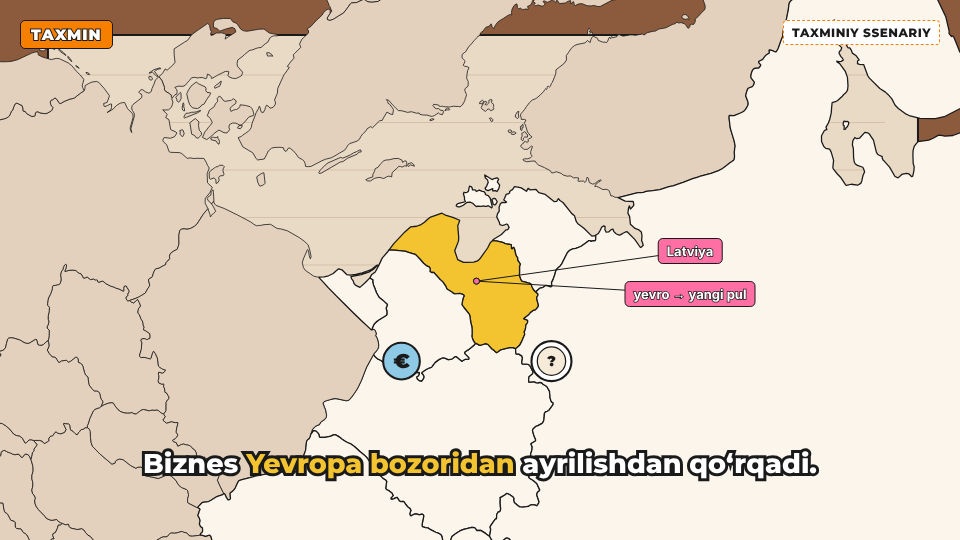 TAXMIN
TAXMINIY SSENARIY
Latviya
yevro → yangi pul
€
?
Biznes Yevropa bozoridan ayrilishdan qo‘rqadi.